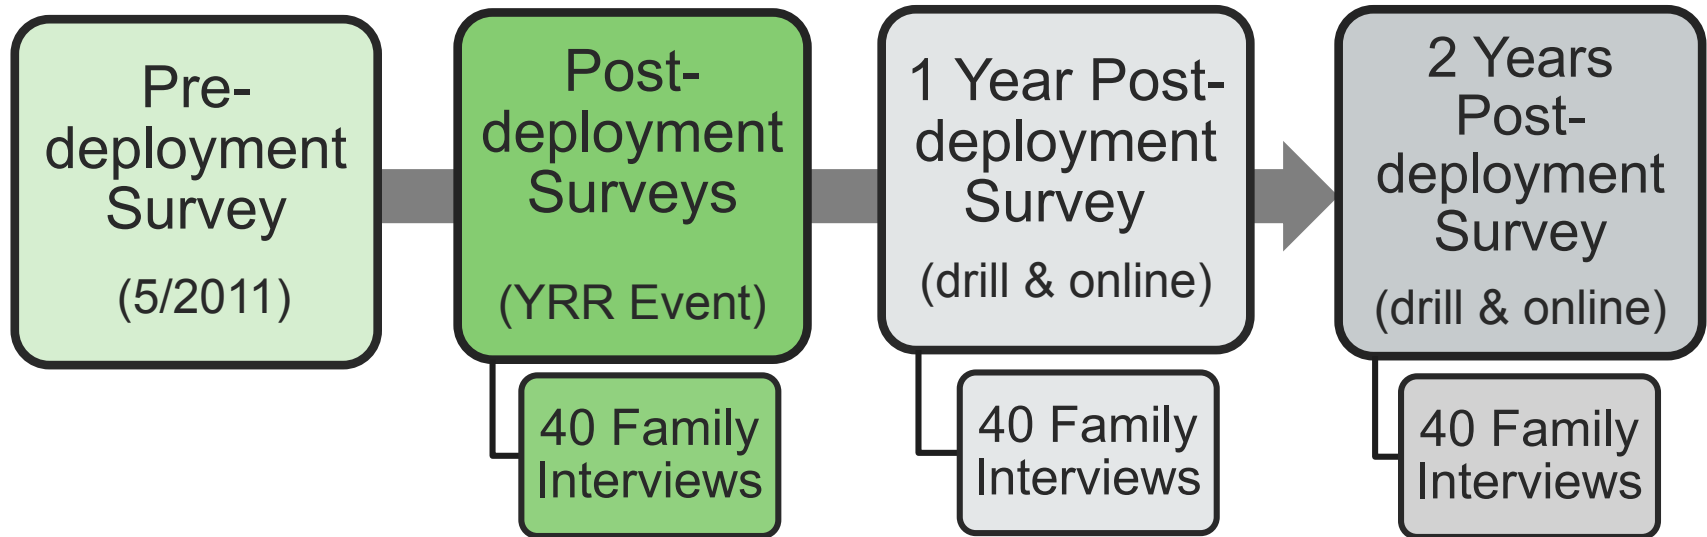 Pre-
deployment
Survey
(5/2011)
Post-
deployment
Surveys
(YRR Event)
40 Family
Interviews
1 Year Post-
deployment
Survey
(drill & online)
40 Family
Interviews
2 Years
Post-
deployment
Survey
(drill & online)
40 Family
Interviews